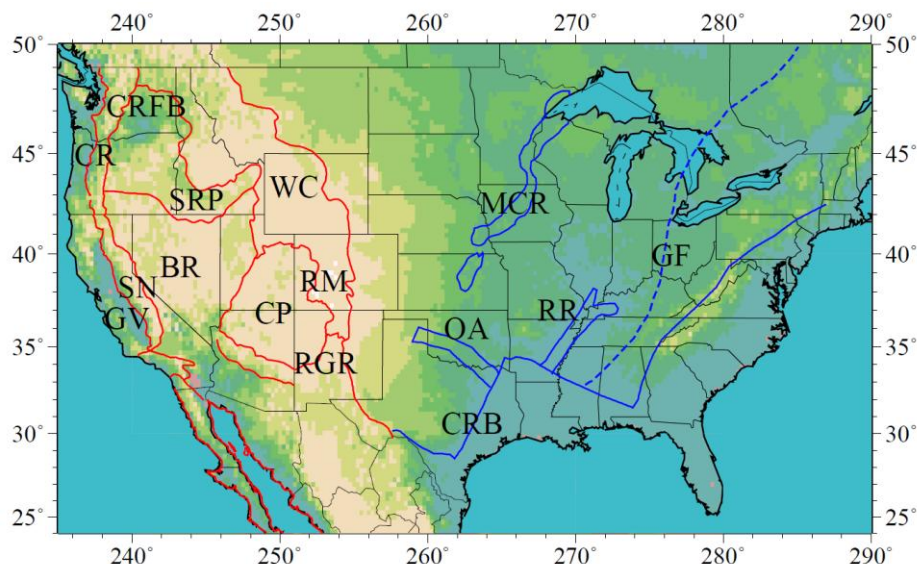 240° 250° 260° 270° 280° 290°
50° 50°
CRFB
45° CR 45°
WC
SRP MCR
40° BR GF 40°
SN RM
GV CP OA RR
35° RGR 35°
CRB
30° 30°
25° 25°
240° 250° 260° 270° 280° 290°